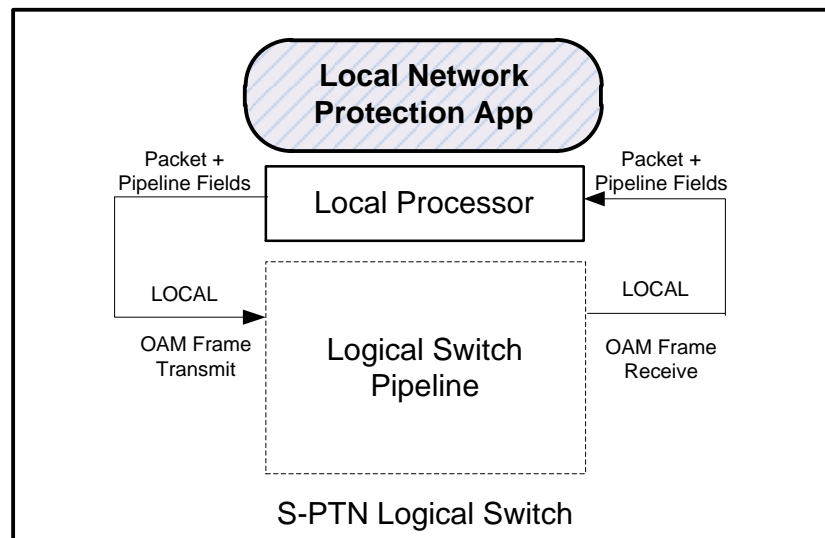 Local Network
Protection App
Packet +
Pipeline Fields
Packet +
Pipeline Fields
Local Processor
LOCAL
LOCAL
OAM Frame
Transmit
Logical Switch
Pipeline
OAM Frame
Receive
S-PTN Logical Switch